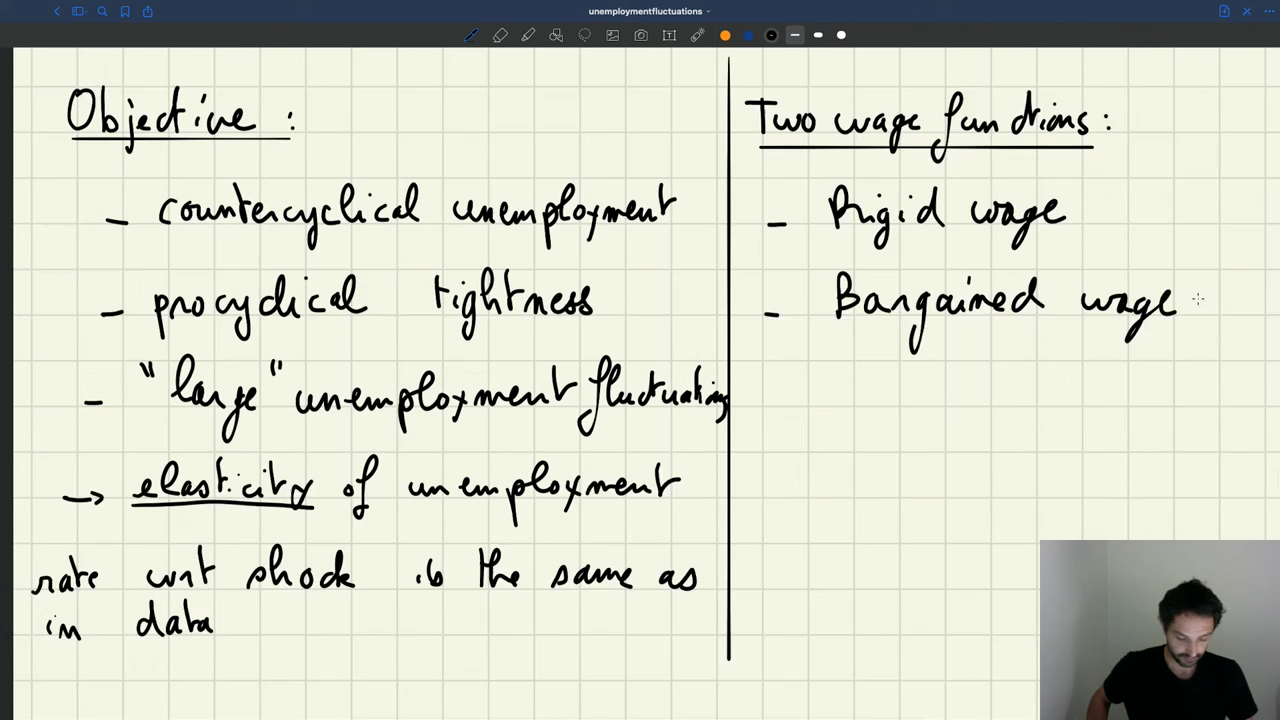 unemploymentfluctuations
Objective :
- countercyclical unemployment
- procyclical tightness
- "large" unemployment fluctuations
→ elasticity of unemployment
rate wrt shock is the same as
in data
Two wage functions :
- Rigid wage
- Bargained wage